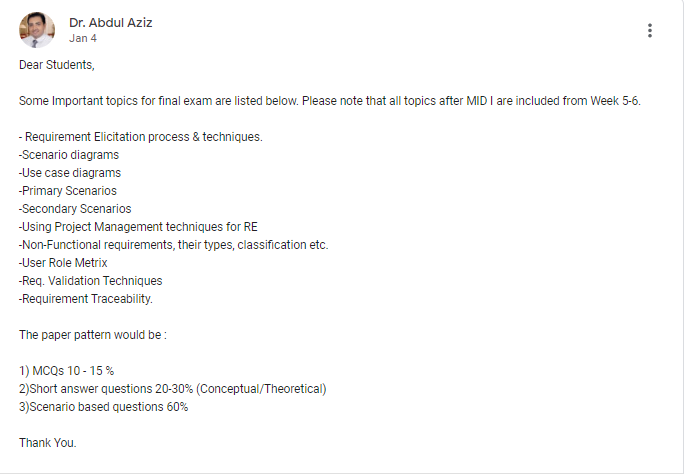 Dr. Abdul Aziz
Jan 4
Dear Students,
Some Important topics for final exam are listed below. Please note that all topics after MID I are included from Week 5-6.
- Requirement Elicitation process & techniques.
-Scenario diagrams
-Use case diagrams
-Primary Scenarios
-Secondary Scenarios
-Using Project Management techniques for RE
-Non-Functional requirements, their types, classification etc.
-User Role Metrix
-Req. Validation Techniques
-Requirement Traceability.
The paper pattern would be :
1) MCQs 10 - 15 %
2)Short answer questions 20-30% (Conceptual/Theoretical)
3)Scenario based questions 60%
Thank You.